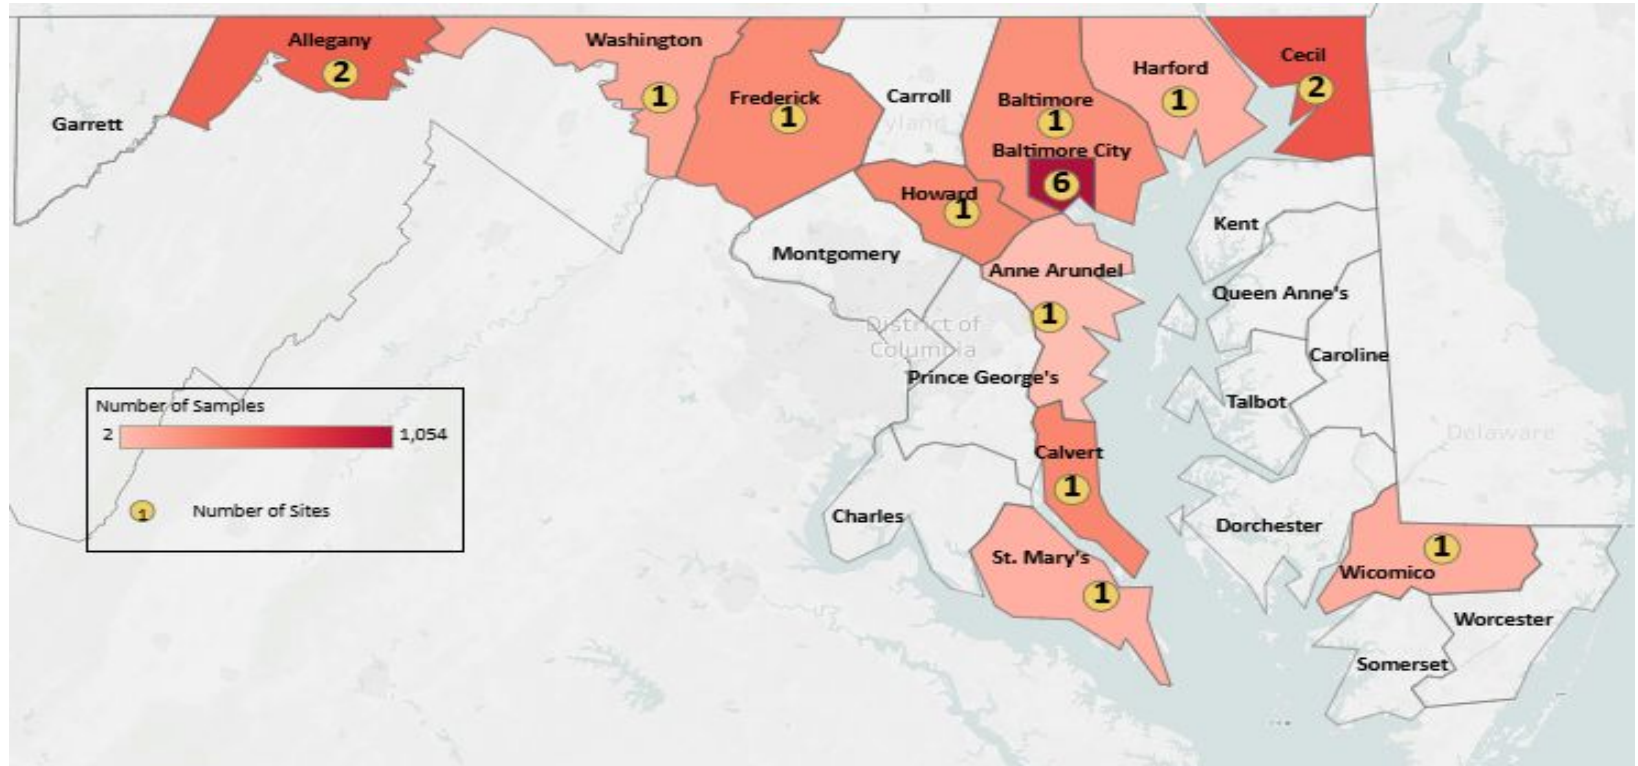 Allegany
2
Washington
1
Frederick
1
Carroll
yland
Baltimore
1
Baltimore City
6
Harford
1
Cecil
2
Garrett
Howard
1
Montgomery
Anne Arundel
1
Kent
Queen Anne's
Caroline
Talbot
District of
Columbia
Prince George's
Delaware
Number of Samples
2
1,054
1
Number of Sites
Calvert
1
Charles
St. Mary's
1
Dorchester
1
Wicomico
Worcester
Somerset